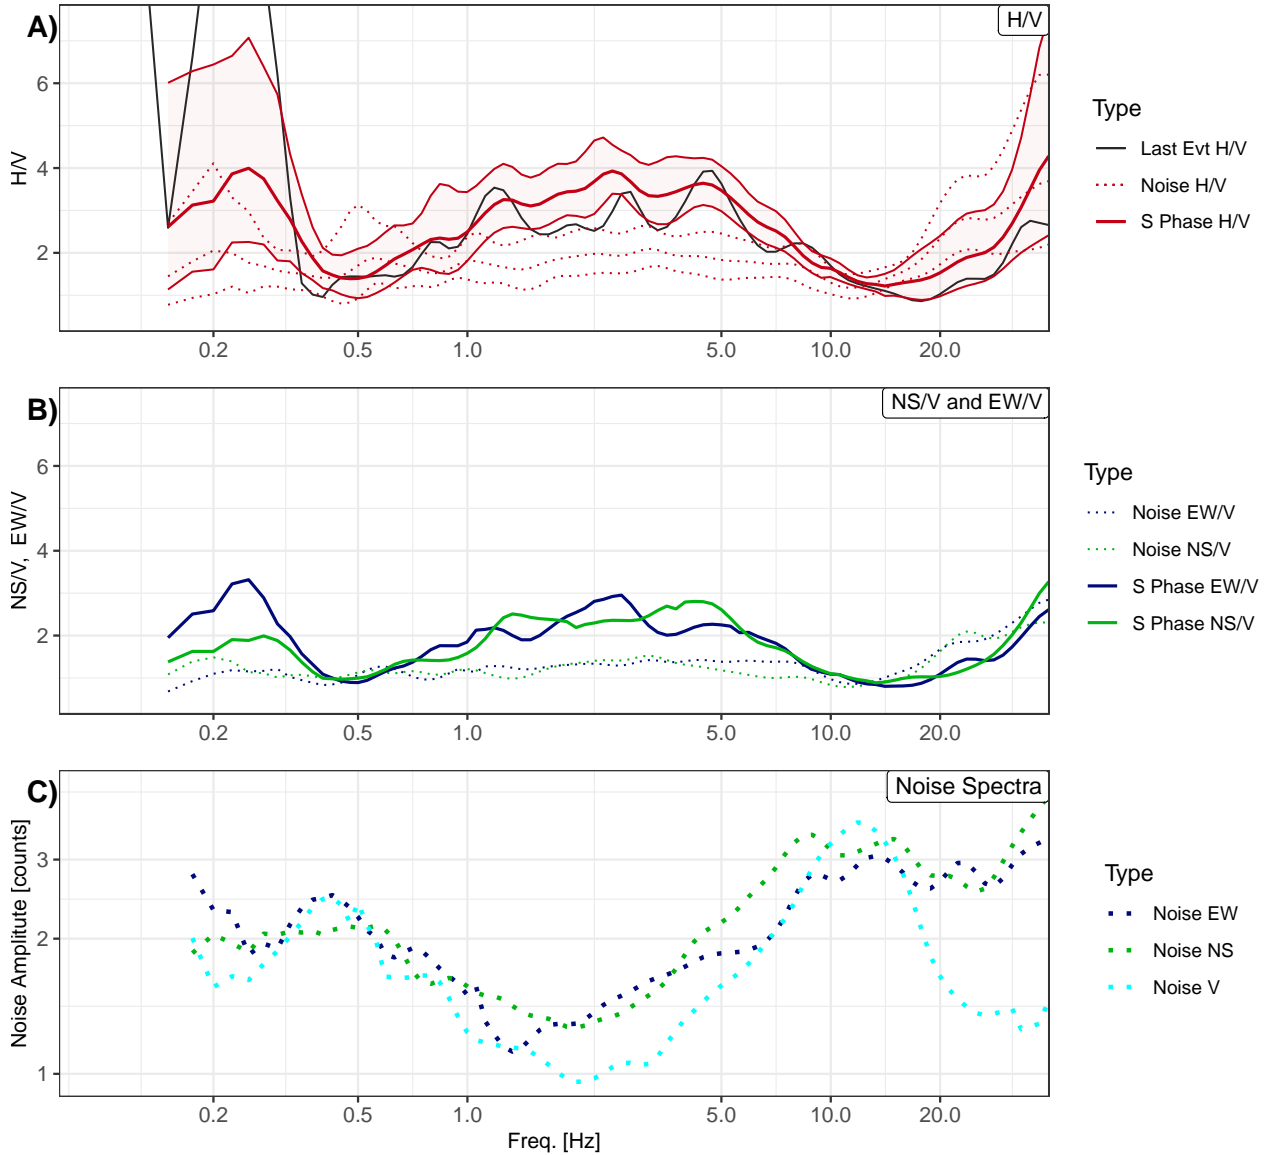 A)
H/V
H/V
6
4
2
0.2 0.5 1.0 5.0 10.0 20.0
Type
Last Evt H/V
Noise H/V
S Phase H/V
B)
NS/V and EW/V
NS/V, EW/V
6
4
2
0.2 0.5 1.0 5.0 10.0 20.0
Type
Noise EW/V
Noise NS/V
S Phase EW/V
S Phase NS/V
C)
Noise Spectra
Noise Amplitude [counts]
3
2
1
0.2 0.5 1.0 5.0 10.0 20.0
Freq. [Hz]
Type
Noise EW
Noise NS
Noise V